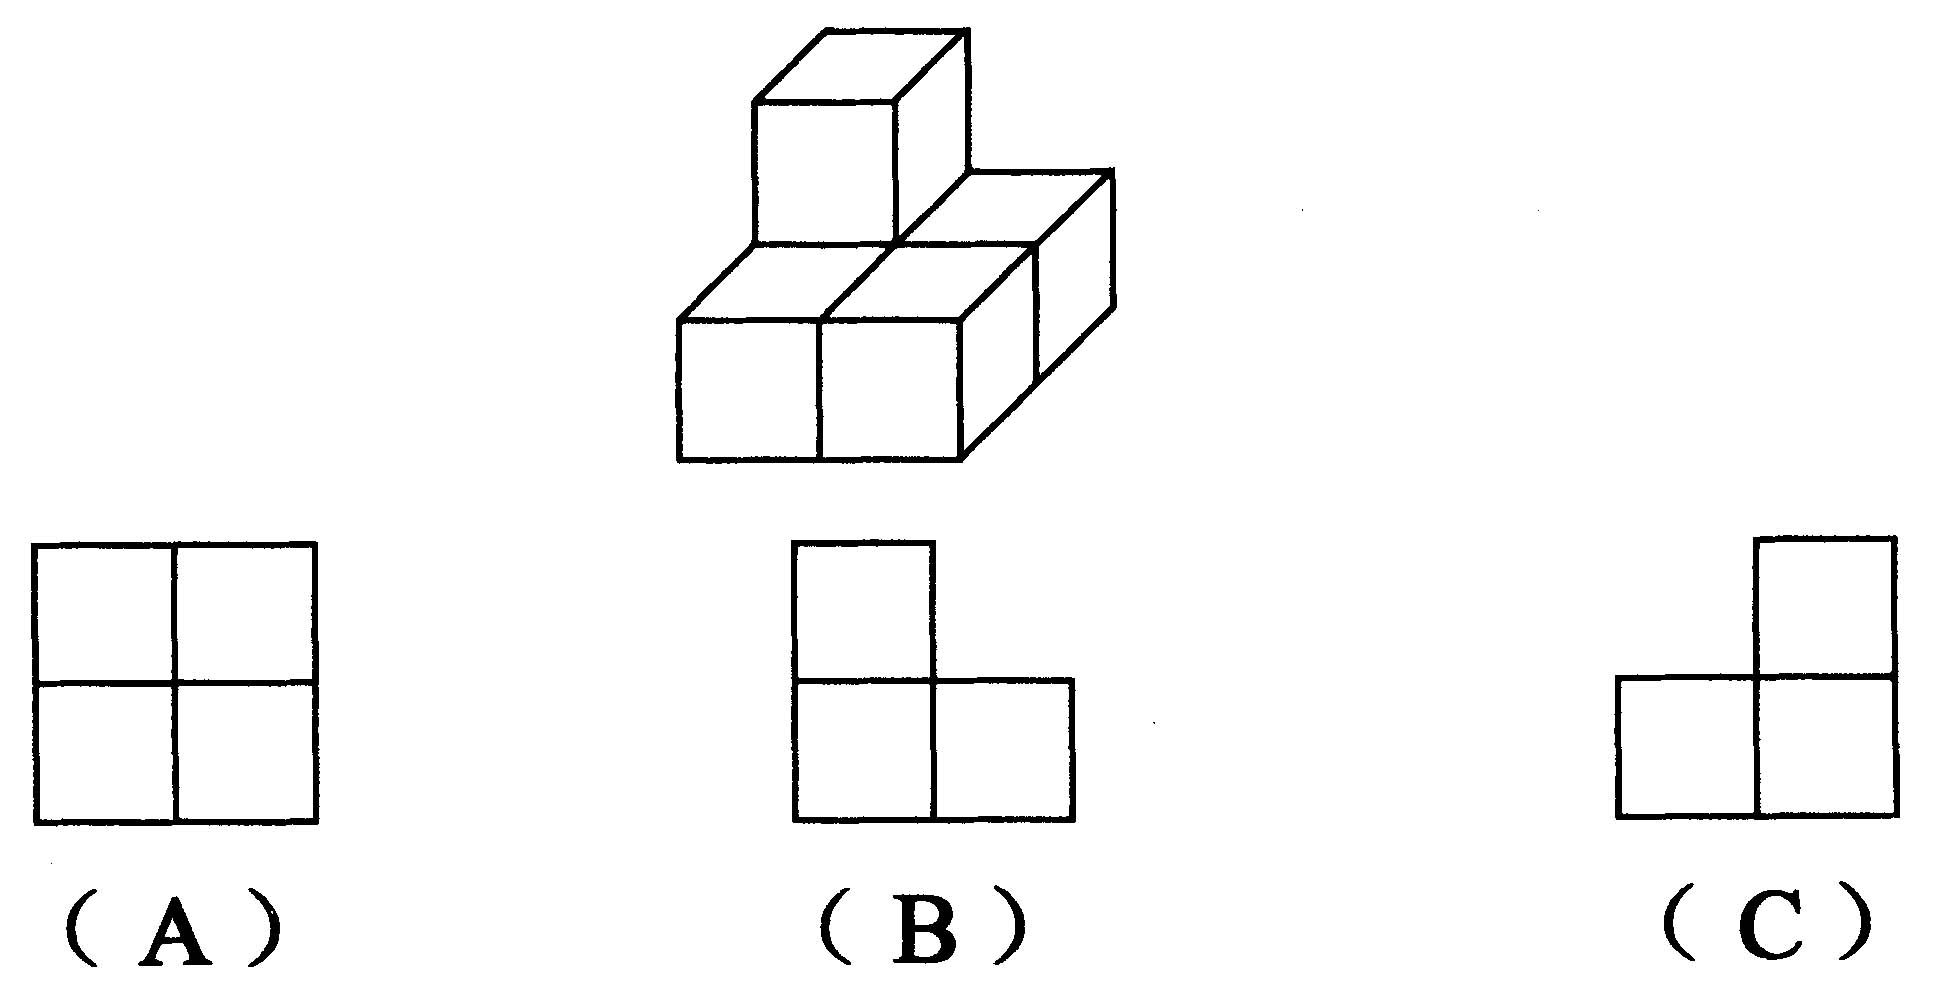 （A） （B） （C）